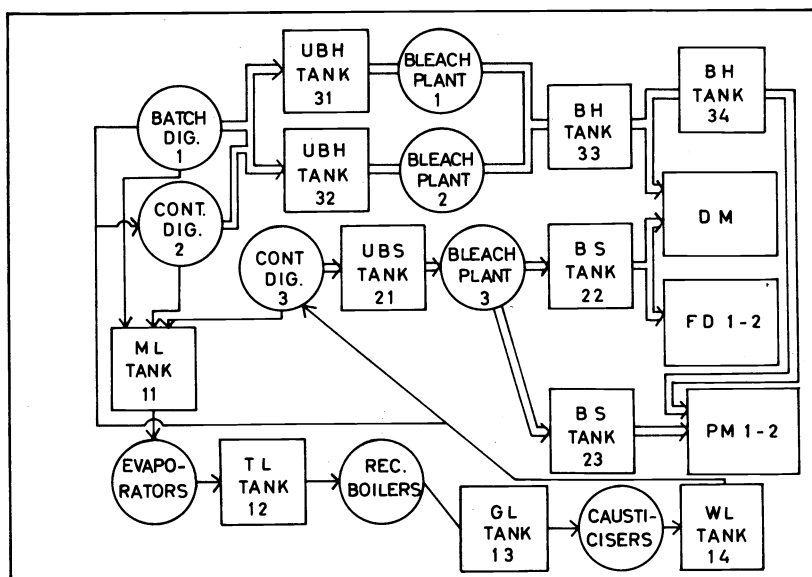 UBH
TANK
31
BLEACH
PLANT
1
BH
TANK
34
BATCH
DIG.
1
BH
TANK
33
UBH
TANK
32
BLEACH
PLANT
2
CONT.
DIG.
2
DM
CONT
DIG.
3
UBS
TANK
21
BLEACH
PLANT
3
BS
TANK
22
FD 1-2
ML
TANK
11
BS
TANK
23
PM 1-2
EVAPO-
RATORS
TL
TANK
12
REC.
BOILERS
GL
TANK
13
CAUSTI-
CISERS
WL
TANK
14